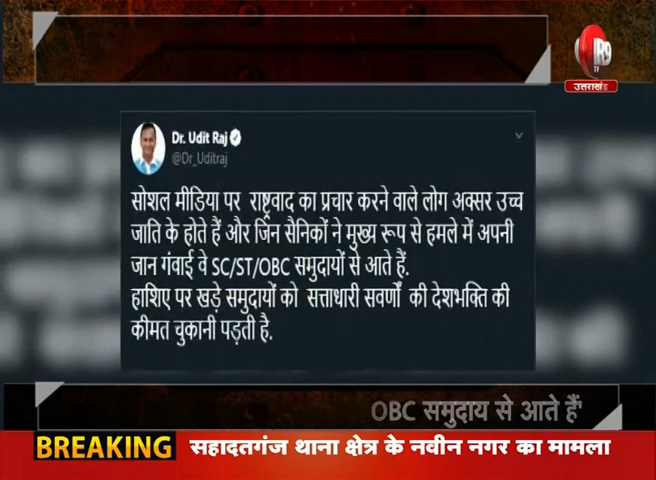 R9
TV
उत्तराखंड
Dr. Udit Raj
@Dr_Uditraj
सोशल मीडिया पर राष्ट्रवाद का प्रचार करने वाले लोग अक्सर उच्च
जाति के होते हैं और जिन सैनिकों ने मुख्य रूप से हमले में अपनी
जान गंवाई वे SC/ST/OBC समुदायों से आते हैं.
हाशिए पर खड़े समुदायों को सत्ताधारी सवर्णों की देशभक्ति की
कीमत चुकानी पड़ती है.
OBC समुदाय से आते हैं'
BREAKING सहादतगंज थाना क्षेत्र के नवीन नगर का मामला